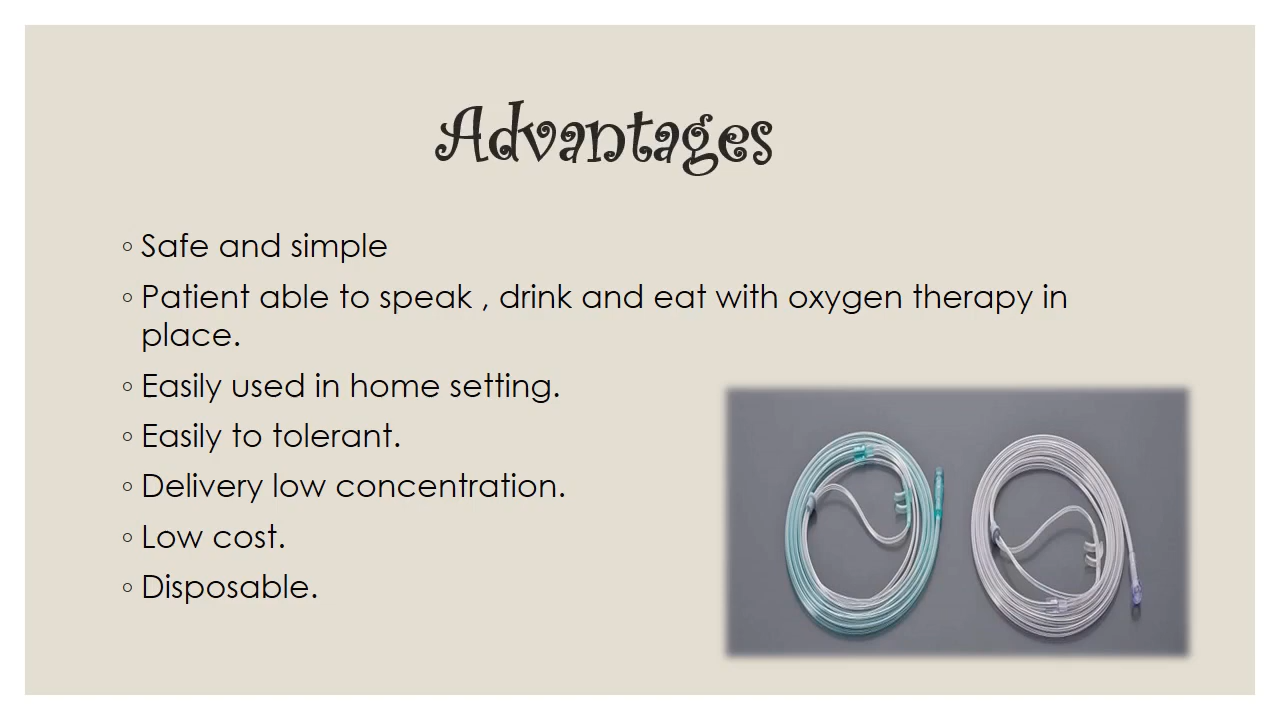 Advantages
◦ Safe and simple
◦ Patient able to speak , drink and eat with oxygen therapy in
place.
◦ Easily used in home setting.
◦ Easily to tolerant.
◦ Delivery low concentration.
◦ Low cost.
◦ Disposable.